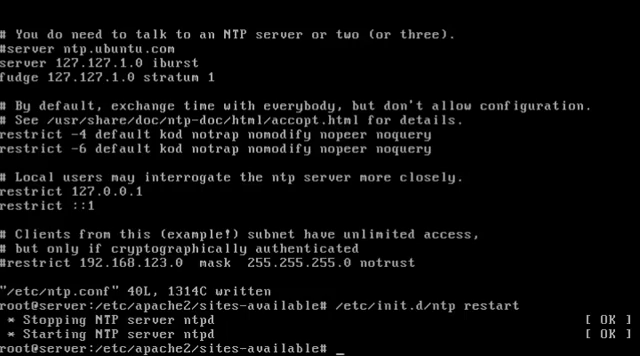 # You do need to talk to an NTP server or two (or three).
#server ntp.ubuntu.com
server 127.127.1.0 iburst
fudge 127.127.1.0 stratum 1
# By default, exchange time with everybody, but don't allow configuration.
# See /usr/share/doc/ntp-doc/html/accopt.html for details.
restrict -4 default kod notrap nomodify nopeer noquery
restrict -6 default kod notrap nomodify nopeer noquery
# Local users may interrogate the ntp server more closely.
restrict 127.0.0.1
restrict ::1
# Clients from this (example!) subnet have unlimited access,
# but only if cryptographically authenticated
#restrict 192.168.123.0  mask  255.255.255.0 notrust
"/etc/ntp.conf" 40L, 1314C written
root@server:/etc/apache2/sites-available# /etc/init.d/ntp restart
 * Stopping NTP server ntpd [ OK ]
 * Starting NTP server ntpd [ OK ]
root@server:/etc/apache2/sites-available# _